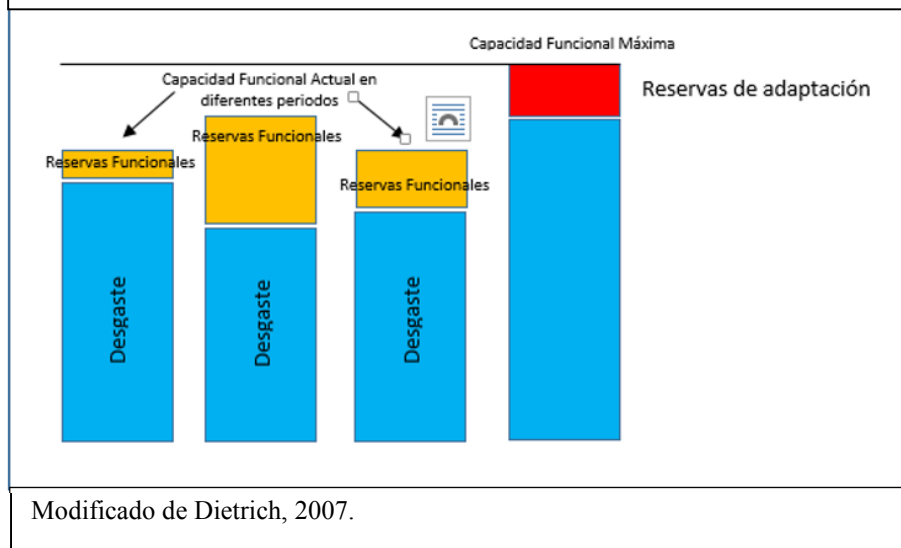 Capacidad Funcional Máxima
Capacidad Funcional Actual en
diferentes periodos
Reservas de adaptación
Reservas Funcionales
Reservas Funcionales
Reservas Funcionales
Desgaste
Desgaste
Desgaste
Modificado de Dietrich, 2007.